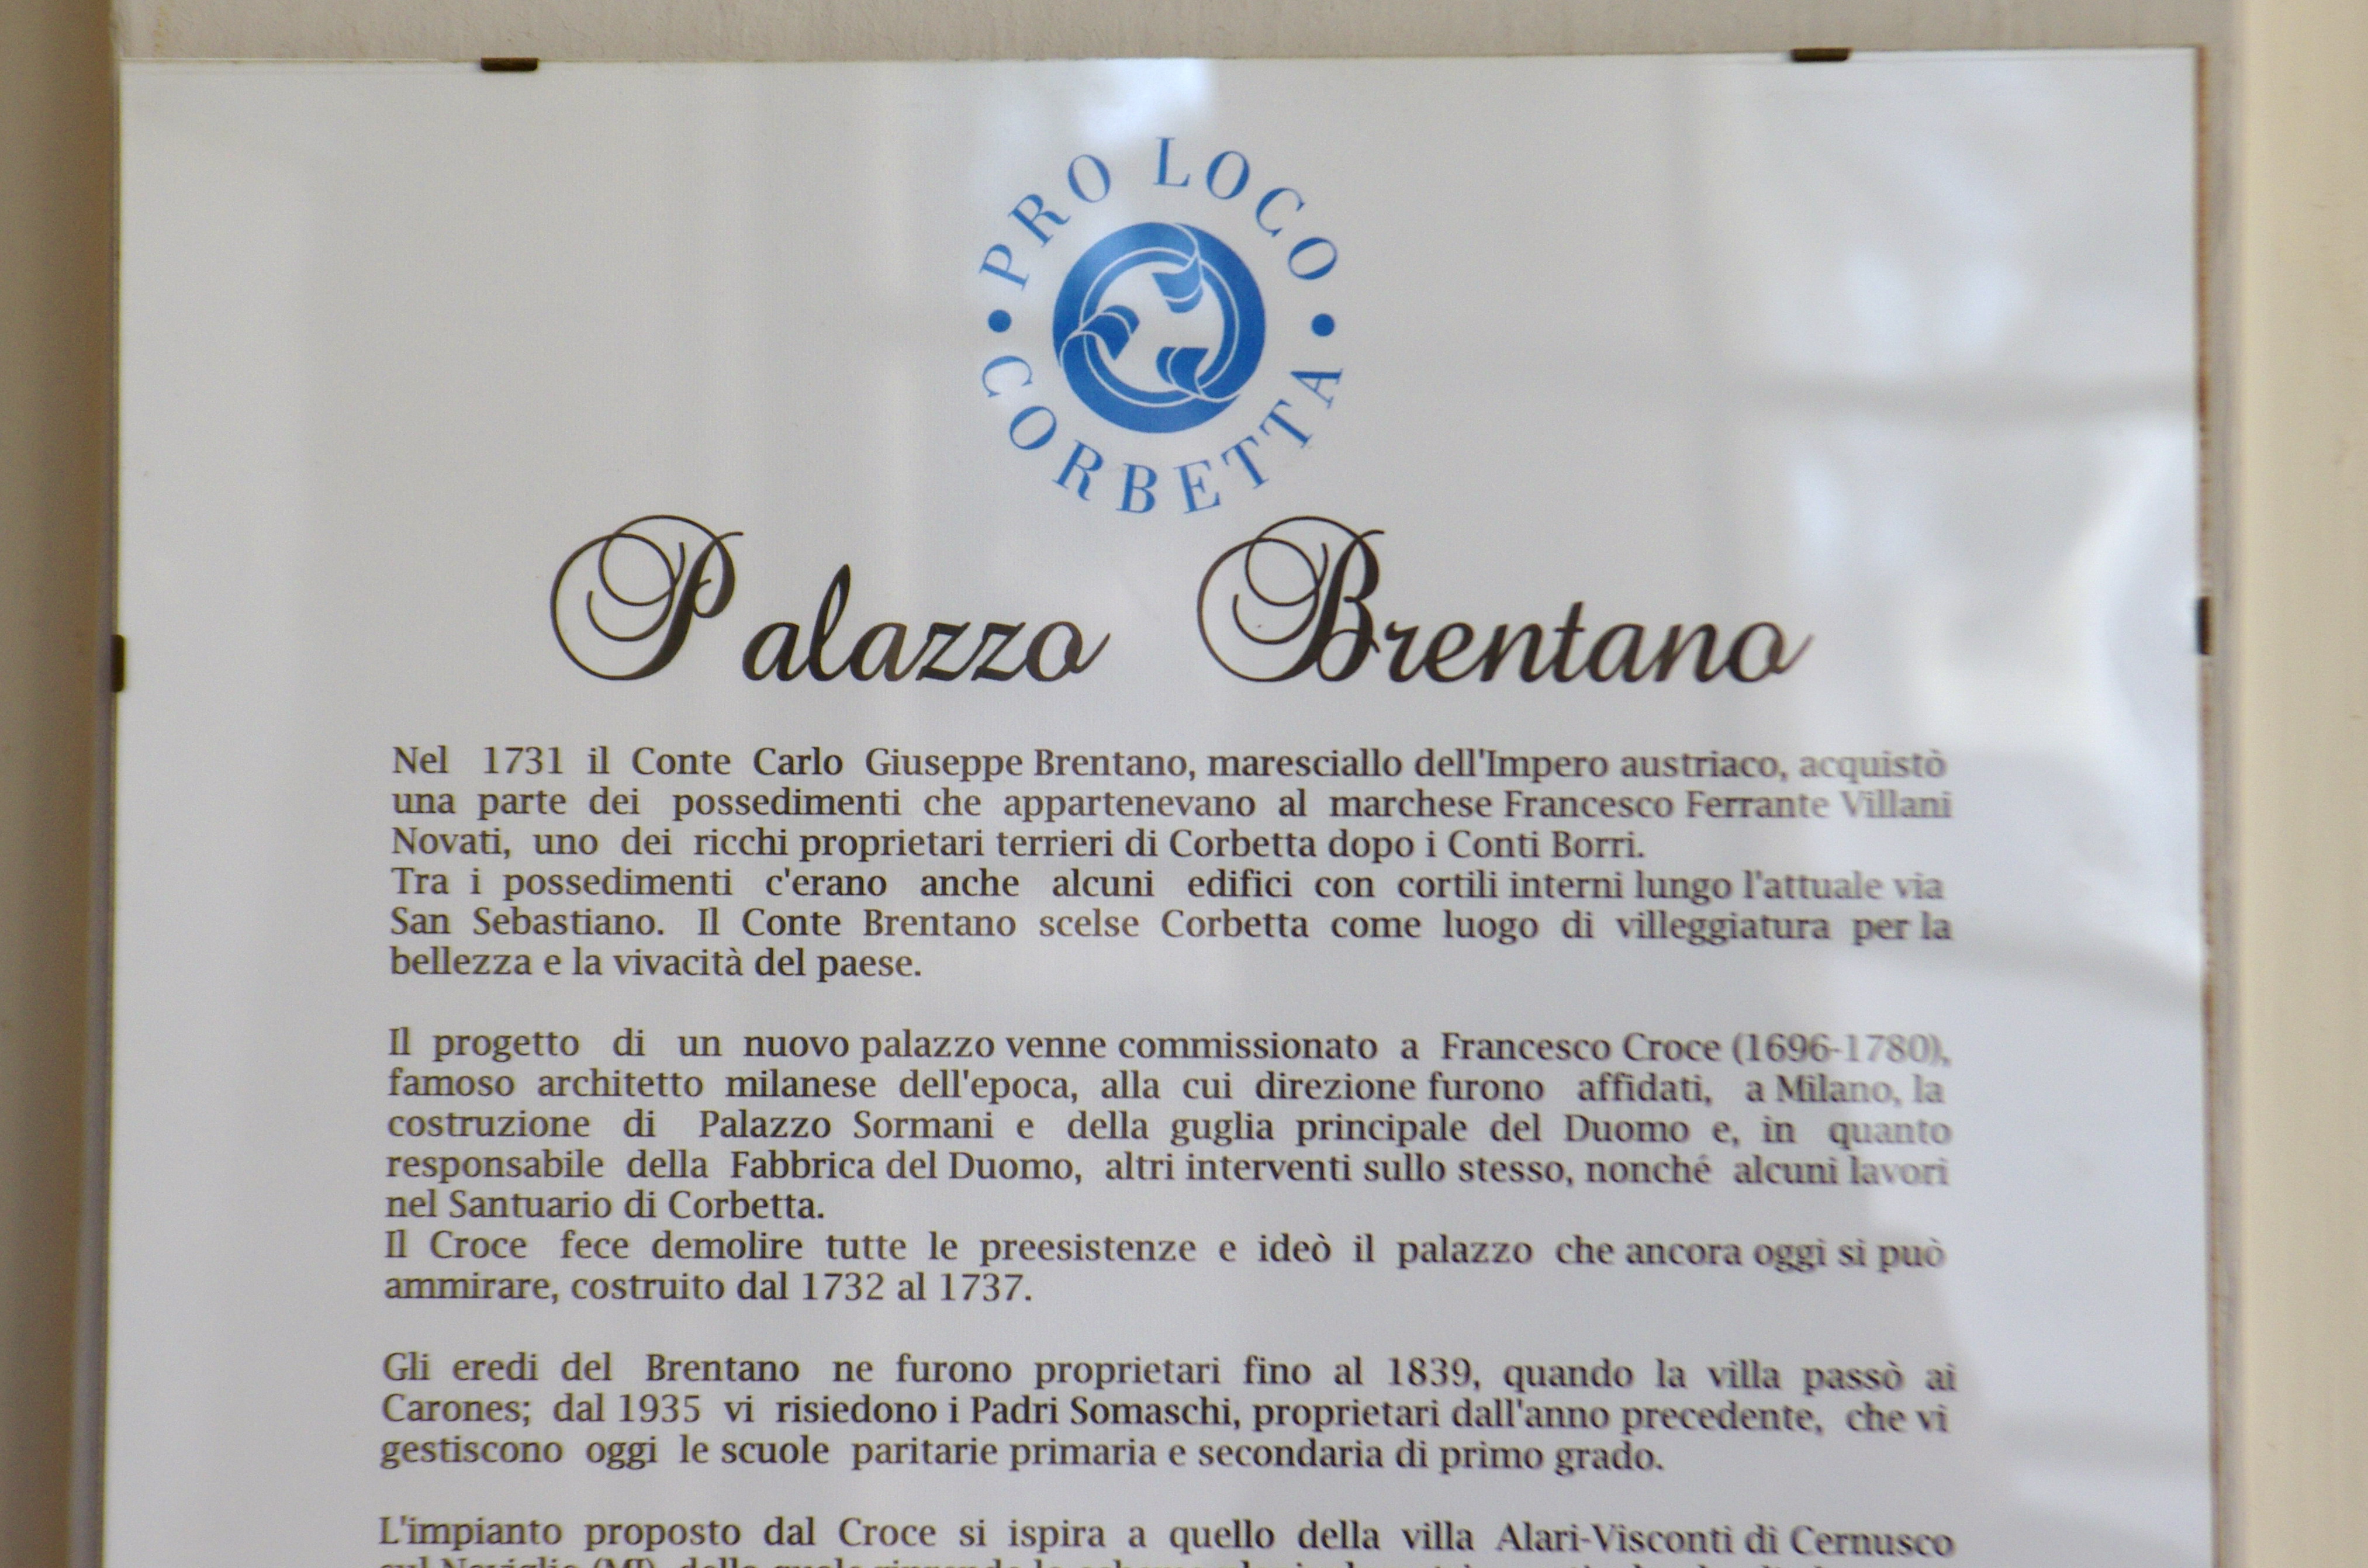 PRO LOCO
CORBETTA
Palazzo Brentano
Nel 1731 il Conte Carlo Giuseppe Brentano, maresciallo dell'Impero austriaco, acquistò
una parte dei possedimenti che appartenevano al marchese Francesco Ferrante Villani
Novati, uno dei ricchi proprietari terrieri di Corbetta dopo i Conti Borri.
Tra i possedimenti c'erano anche alcuni edifici con cortili interni lungo l'attuale via
San Sebastiano. Il Conte Brentano scelse Corbetta come luogo di villeggiatura per la
bellezza e la vivacità del paese.
Il progetto di un nuovo palazzo venne commissionato a Francesco Croce (1696-1780),
famoso architetto milanese dell'epoca, alla cui direzione furono affidati, a Milano, la
costruzione di Palazzo Sormani e della guglia principale del Duomo e, in quanto
responsabile della Fabbrica del Duomo, altri interventi sullo stesso, nonché alcuni lavori
nel Santuario di Corbetta.
Il Croce fece demolire tutte le preesistenze e ideò il palazzo che ancora oggi si può
ammirare, costruito dal 1732 al 1737.
Gli eredi del Brentano ne furono proprietari fino al 1839, quando la villa passò ai
Carones; dal 1935 vi risiedono i Padri Somaschi, proprietari dall'anno precedente, che vi
gestiscono oggi le scuole paritarie primaria e secondaria di primo grado.
L'impianto proposto dal Croce si ispira a quello della villa Alari-Visconti di Cernusco